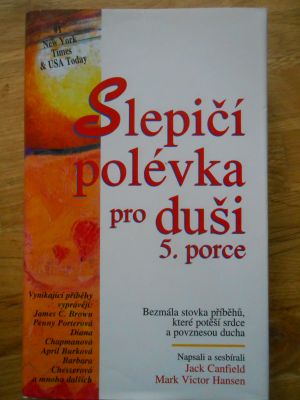 #1
New York
Times
& USA Today
Slepičí
polévka
pro duši
5. porce
Bezmála stovka příběhů,
které potěší srdce
a povznesou ducha
Napsali a sesbírali
Jack Canfield
Mark Victor Hansen
Vynikající příběhy
vyprávějí:
James C. Brown
Penny Porterová
Diana
Chapmanová
April Burková
Barbara
Chesserová
a mnoho dalších